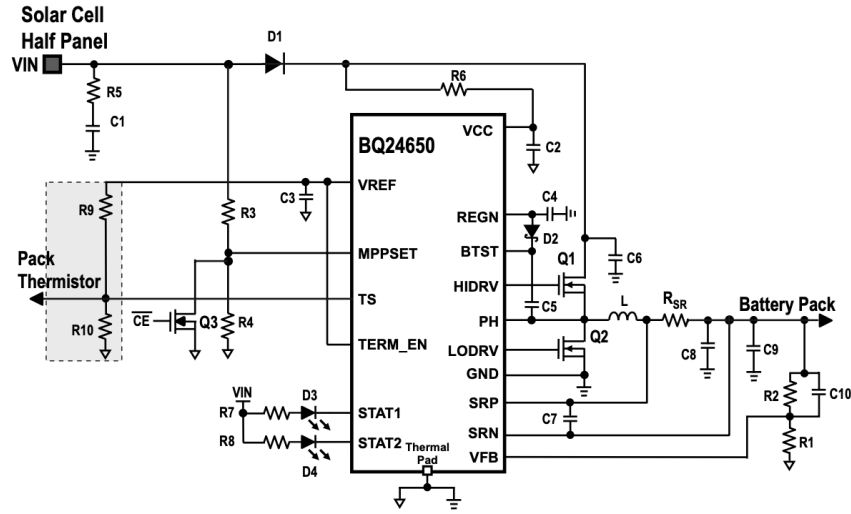 Solar Cell
Half Panel
VIN
D1
R5
C1
R6
VCC
C2
BQ24650
VREF
C3
R9
R3
REGN
C4
D2
BTST
Q1
C6
MPPSET
Pack
Thermistor
HIDRV
TS
C5
PH
L
RSR
Battery Pack
R10
CE
Q3
R4
Q2
TERM_EN
LODRV
C8
C9
GND
R2
C10
VIN
D3
R7
STAT1
SRP
C7
R1
R8
STAT2
SRN
D4
Thermal
Pad
VFB